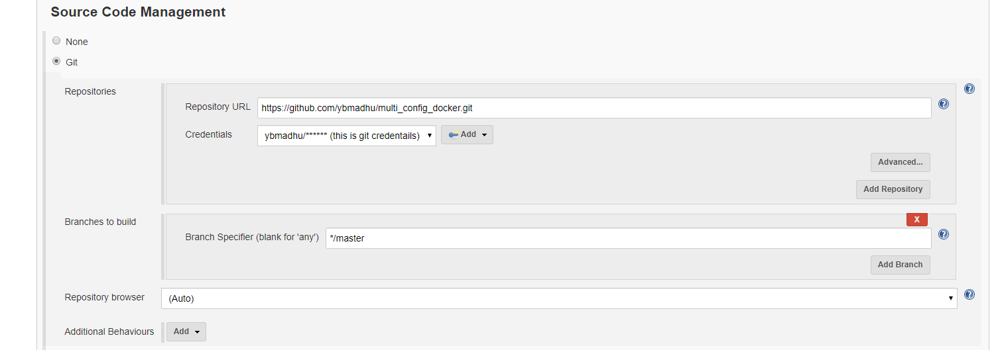 Source Code Management
None
Git
Repositories
Repository URL https://github.com/ybmadhu/multi_config_docker.git
Credentials ybmadhu/****** (this is git credentails) Add
Advanced...
Add Repository
Branches to build
X
Branch Specifier (blank for 'any') */master
Add Branch
Repository browser (Auto)
Additional Behaviours Add